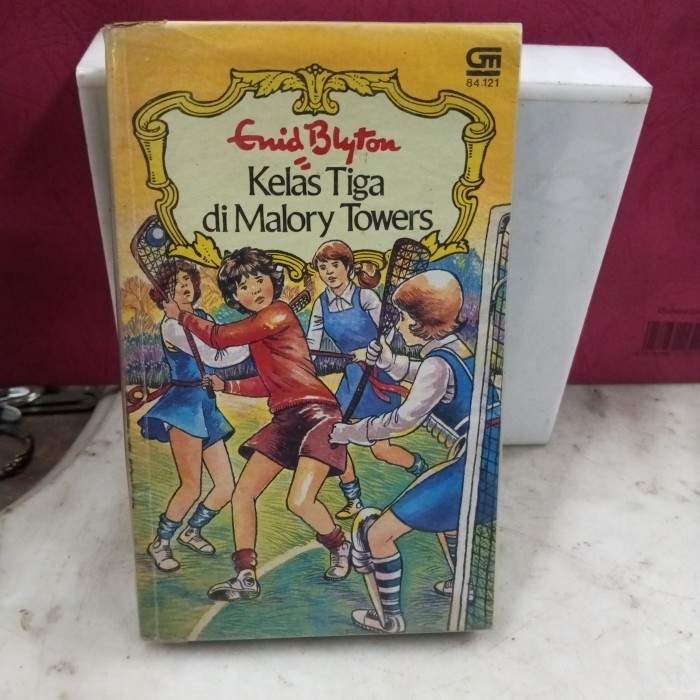 GM
84.121
Enid Blyton
Kelas Tiga
di Malory Towers